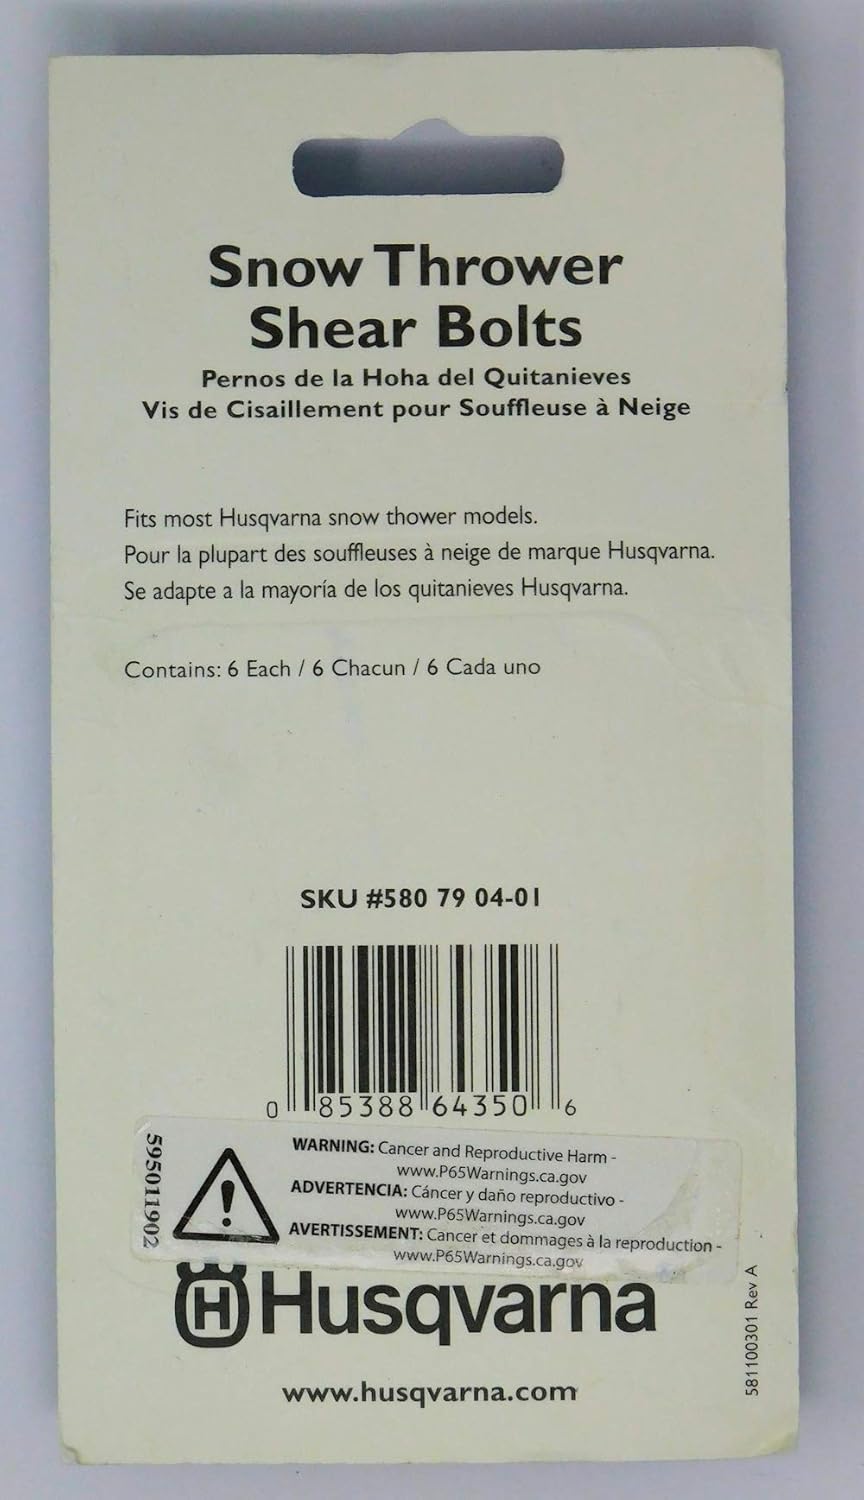 Snow Thrower
Shear Bolts
Pernos de la Hoha del Quitanieves
Vis de Cisaillement pour Souffleuse à Neige
Fits most Husqvarna snow thower models.
Pour la plupart des souffleuses à neige de marque Husqvarna.
Se adapte a la mayoría de los quitanieves Husqvarna.
Contains: 6 Each / 6 Chacun / 6 Cada uno
SKU #580 79 04-01
0 85388 64350 6
595011902
WARNING: Cancer and Reproductive Harm -
www.P65Warnings.ca.gov
ADVERTENCIA: Cáncer y daño reproductivo -
www.P65Warnings.ca.gov
AVERTISSEMENT: Cancer et dommages à la reproduction -
www.P65Warnings.ca.gov
H Husqvarna
www.husqvarna.com
581100301 Rev A